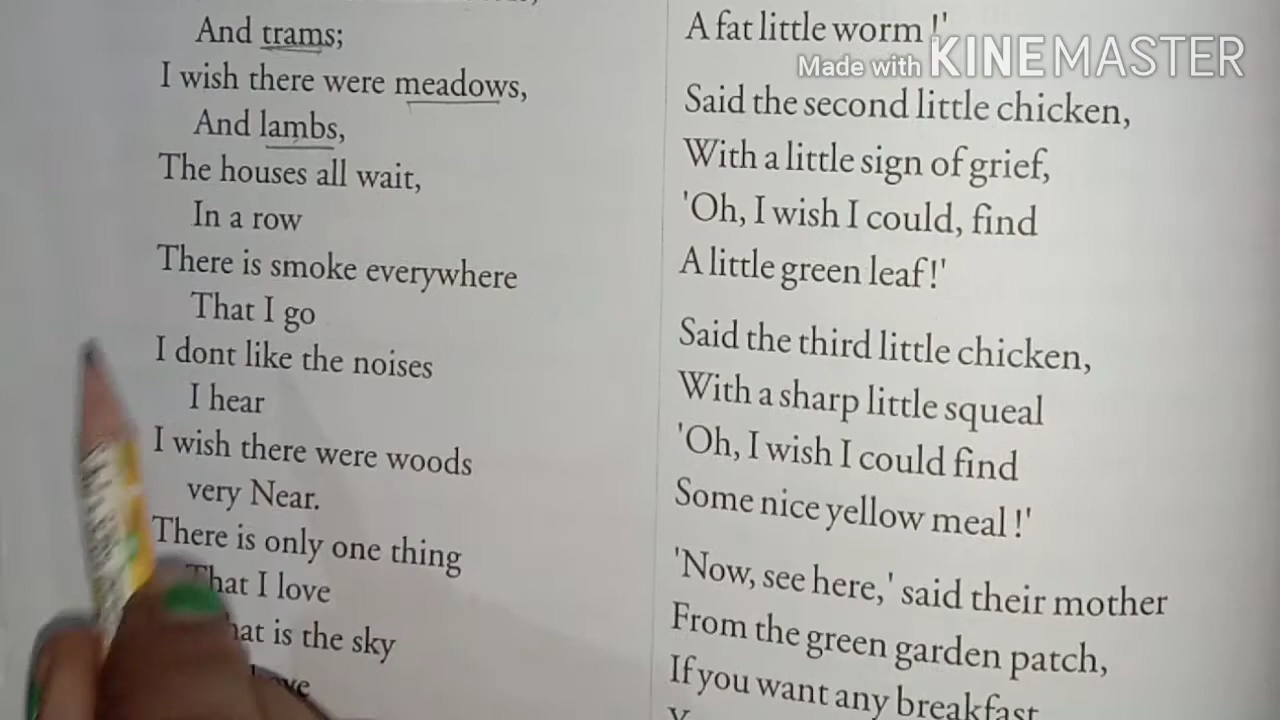 And trams;
I wish there were meadows,
And lambs,
The houses all wait,
In a row
There is smoke everywhere
That I go
I dont like the noises
I hear
I wish there were woods
very Near.
There is only one thing
That I love
hat is the sky
A fat little worm !'
Said the second little chicken,
With a little sign of grief,
'Oh, I wish I could, find
A little green leaf !'
Said the third little chicken,
With a sharp little squeal
'Oh, I wish I could find
Some nice yellow meal !'
'Now, see here,' said their mother
From the green garden patch,
If you want any breakfast
Made with KINEMASTER